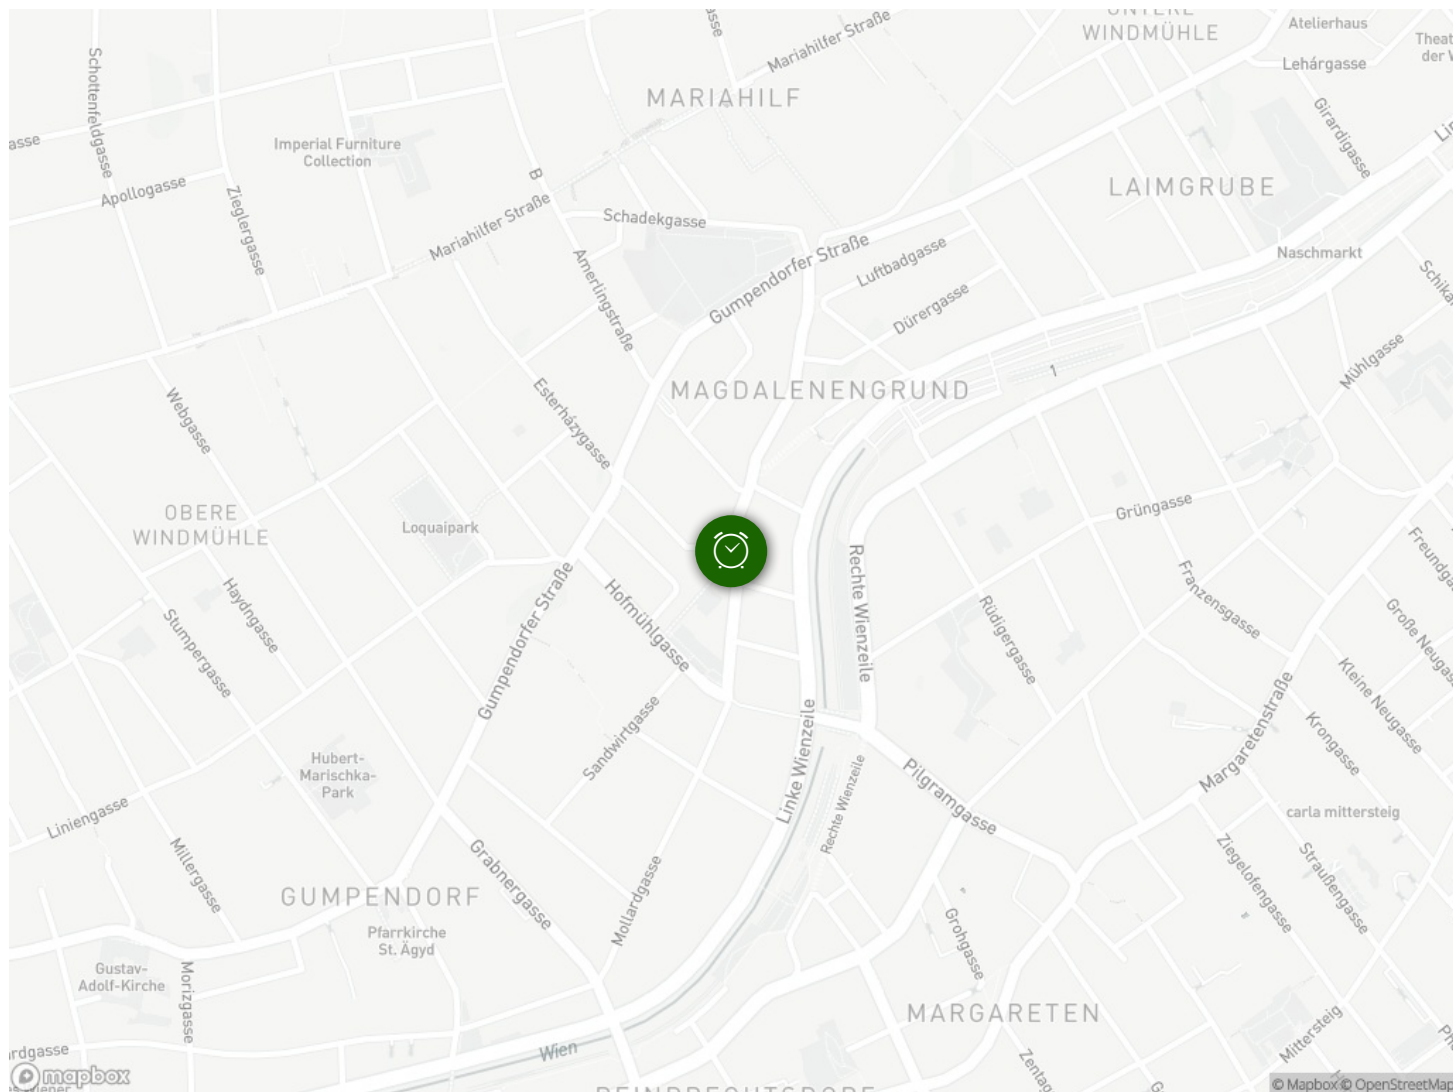 UNTERE
WINDMÜHLE
Atelierhaus
Lehárgasse
Mariahilfer Straße
MARIAHILF
Schottenfeldgasse
Imperial Furniture
Collection
Girardigasse
Apollogasse
Zieglergasse
B
LAIMGRUBE
Mariahilfer Straße
Schadekgasse
Amerlingstraße
Gumpendorfer Straße
Luftbadgasse
Naschmarkt
Dürergasse
1
Mühlgasse
MAGDALENENGRUND
Esterházygasse
Webgasse
OBERE
WINDMÜHLE
Loquaipark
Grüngasse
Rechte Wienzeile
Franzensgasse
Haydngasse
Stumpergasse
Hofmühlgasse
Gumpendorfer Straße
Rüdigergasse
Große Neugasse
Kleine Neugasse
Margaretenstraße
Krongasse
Sandwirtgasse
Linke Wienzeile
Hubert-
Marischka-
Park
Rechte Wienzeile
Pilgramgasse
Liniengasse
carla mittersteig
Millergasse
Grabnergasse
Mollardgasse
Ziegelofengasse
Straußengasse
GUMPENDORF
Pfarrkirche
St. Ägyd
Grohgasse
Gustav-
Adolf-Kirche
Morizgasse
MARGARETEN
Mittersteig
Wien
mapbox
© Mapbox © OpenStreetMap